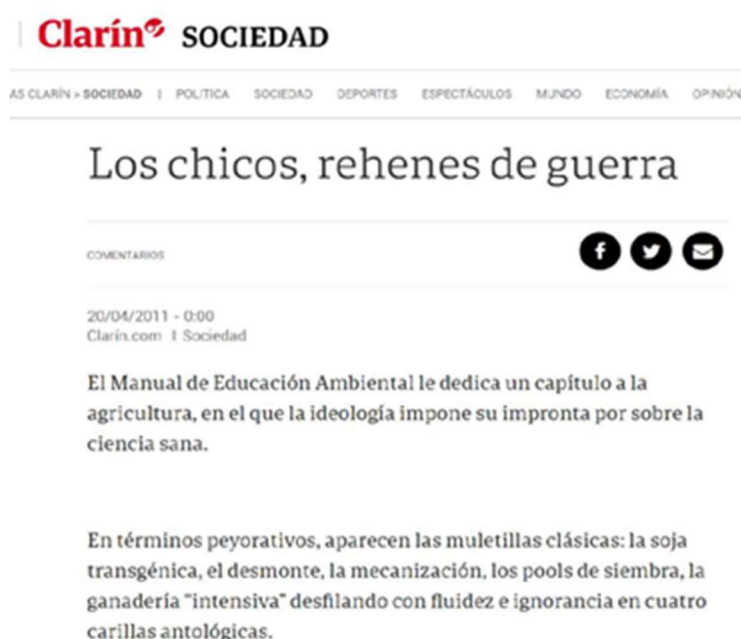 Clarín SOCIEDAD
AS CLARÍN » SOCIEDAD | POLITICA SOCIEDAD DEPORTES ESPECTÁCULOS MUNDO ECONOMÍA OPINIÓN
Los chicos, rehenes de guerra
COMENTARIOS
20/04/2011 - 0:00
Clarín.com | Sociedad
El Manual de Educación Ambiental le dedica un capítulo a la
agricultura, en el que la ideología impone su impronta por sobre la
ciencia sana.
En términos peyorativos, aparecen las muletillas clásicas: la soja
transgénica, el desmonte, la mecanización, los pools de siembra, la
ganadería "intensiva" desfilando con fluidez e ignorancia en cuatro
carillas antológicas.